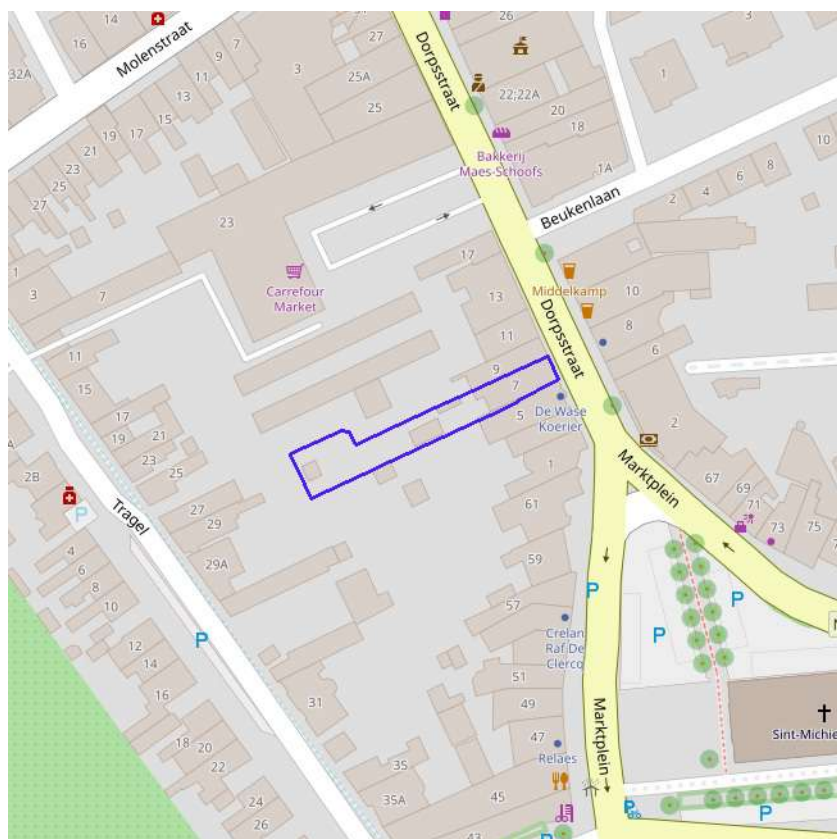 14
16
Molenstraat
32A
11
9
7
13
15
17
19
21
23
25
27
3
27
25A
25
Dorpsstraat
26
22;22A
20
18
Bakkerij
Maes-Schoofs
1A
3
1
10
8
6
4
2
Beukenlaan
23
Carrefour
Market
1
3
7
17
13
11
9
7
5
1
Middelkamp
10
8
6
2
Dorpsstraat
De Wase
Koerier
11
15
17
19
21
23
25
27
29
29A
2B
P
Tragel
4
6
8
10
P
12
14
16
18
20
22
24
26
31
35
35A
61
59
57
Crelan
Raf De
Clercq
51
49
47
Relaes
45
43
Marktplein
67
69
71
73
75
P
P
P
Marktplein
Sint-Michie
P
P
P